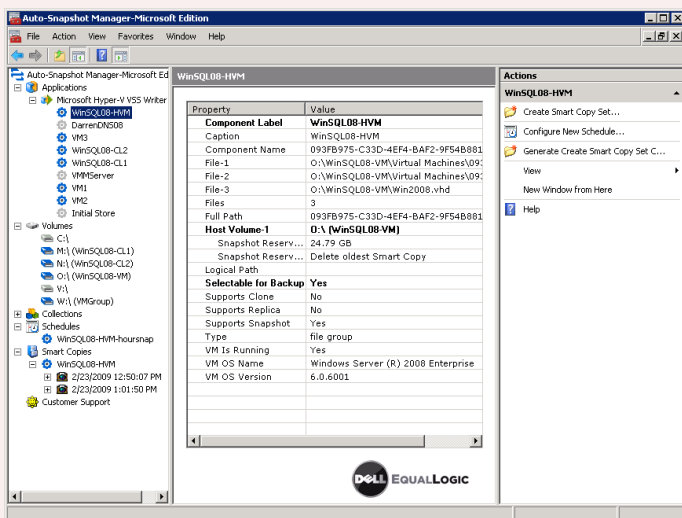 Auto-Snapshot Manager-Microsoft Edition
File Action View Favorites Window Help
Auto-Snapshot Manager-Microsoft Ed
Applications
Microsoft Hyper-V VSS Writer
WinSQL08-HVM
DarrenDNS08
VM3
WinSQL08-CL2
WinSQL08-CL1
VMMServer
VM1
VM2
Initial Store
Volumes
C:\
M:\ (WinSQL08-CL1)
N:\ (WinSQL08-CL2)
O:\ (WinSQL08-VM)
V:\
W:\ (VMGroup)
Collections
Schedules
WinSQL08-HVM-hoursnap
Smart Copies
WinSQL08-HVM
2/23/2009 12:50:07 PM
2/23/2009 1:01:50 PM
Customer Support
WinSQL08-HVM
Property Value
Component Label WinSQL08-HVM
Caption WinSQL08-HVM
Component Name 093FB975-C33D-4EF4-BAF2-9F54B881
File-1 O:\WinSQL08-VM\Virtual Machines\093
File-2 O:\WinSQL08-VM\Virtual Machines\093
File-3 O:\WinSQL08-VM\Win2008.vhd
Files 3
Full Path 093FB975-C33D-4EF4-BAF2-9F54B881
Host Volume-1 O:\ (WinSQL08-VM)
Snapshot Reserv... 24.79 GB
Snapshot Reserv... Delete oldest Smart Copy
Logical Path
Selectable for Backup Yes
Supports Clone No
Supports Replica No
Supports Snapshot Yes
Type file group
VM Is Running Yes
VM OS Name Windows Server (R) 2008 Enterprise
VM OS Version 6.0.6001
DELL EQUALLOGIC
Actions
WinSQL08-HVM
Create Smart Copy Set...
Configure New Schedule...
Generate Create Smart Copy Set C...
View
New Window from Here
Help